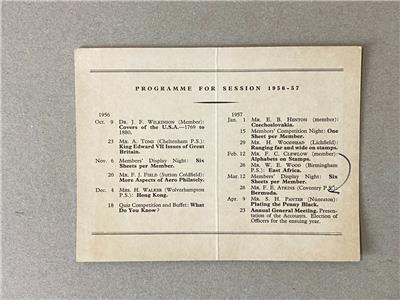 PROGRAMME FOR SESSION 1956-57
1956
Oct. 9 DR. J. F. WILKINSON (Member):
Covers of the U.S.A.—1769 to
1880.
23 MR. A. TOMS (Cheltenham P.S.):
King Edward VII Issues of Great
Britain.
Nov. 6 Members' Display Night: Six
Sheets per Member.
20 MR. F. J. FIELD (Sutton Coldfield):
More Aspects of Aero Philately.
Dec. 4 MRS. H. WALKER (Wolverhampton
P.S.): Hong Kong.
18 Quiz Competition and Buffet: What
Do You Know?
1957
Jan. 1 MR. E. B. HENTON (member):
Czechoslovakia.
15 Members' Competition Night: One
Sheet per Member.
29 MR. H. WOODHEAD (Lichfield):
Ranging far and wide on stamps.
Feb. 12 MR. F. C. CLEWLOW (member):
Alphabets on Stamps.
26 MR. W. E. WOOD (Birmingham
P.S.): East Africa.
Mar. 12 Members' Display Night: Six
Sheets per Member.
26 MR. F. E. ATKINS (Coventry P.S.):
Bermuda.
Apr. 9 MR. S. H. PANTER (Nuneaton):
Plating the Penny Black.
23 Annual General Meeting. Presen-
tation of the Accounts. Election of
Officers for the ensuing year.